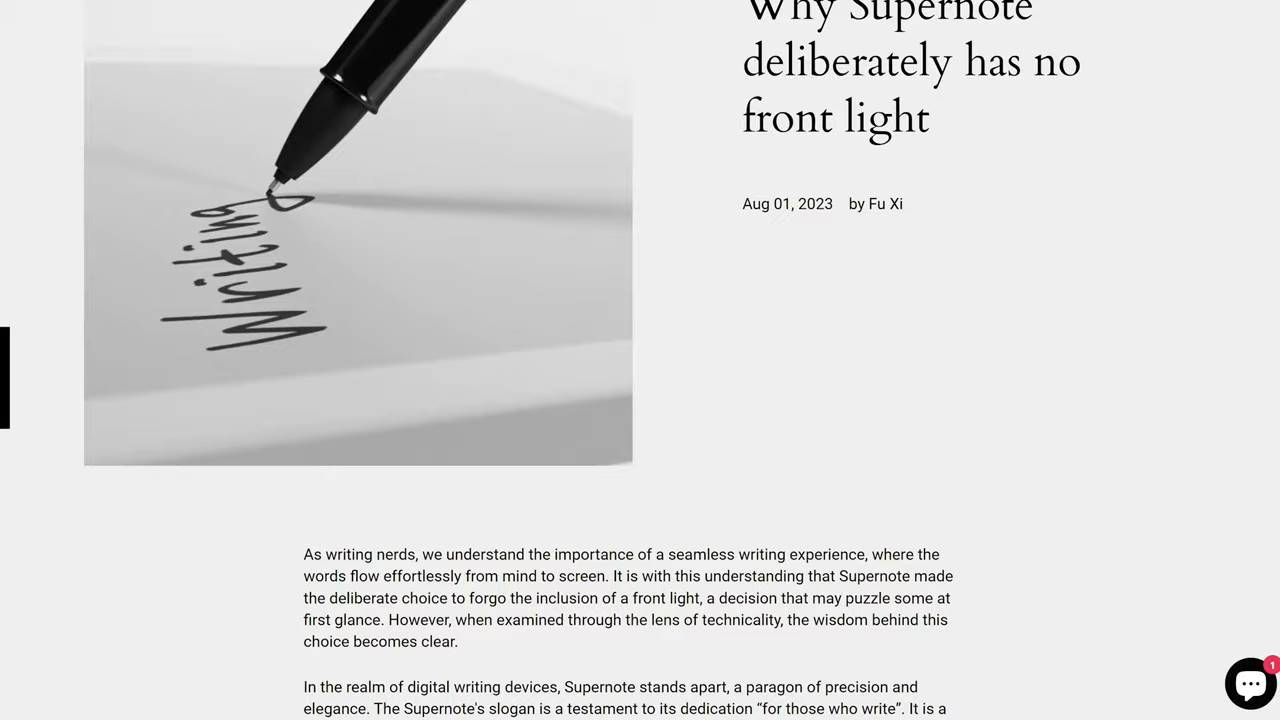 Why Supernote
deliberately has no
front light
Aug 01, 2023 by Fu Xi
Writing
As writing nerds, we understand the importance of a seamless writing experience, where the
words flow effortlessly from mind to screen. It is with this understanding that Supernote made
the deliberate choice to forgo the inclusion of a front light, a decision that may puzzle some at
first glance. However, when examined through the lens of technicality, the wisdom behind this
choice becomes clear.
In the realm of digital writing devices, Supernote stands apart, a paragon of precision and
elegance. The Supernote's slogan is a testament to its dedication “for those who write”. It is a
1